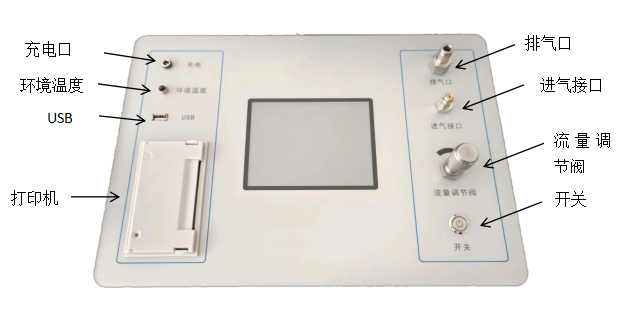 充电口
环境温度
USB
打印机
充电
环境温度
USB
排气口
进气接口
流量调节阀
开关
排气口
进气接口
流 量 调
节阀
开关